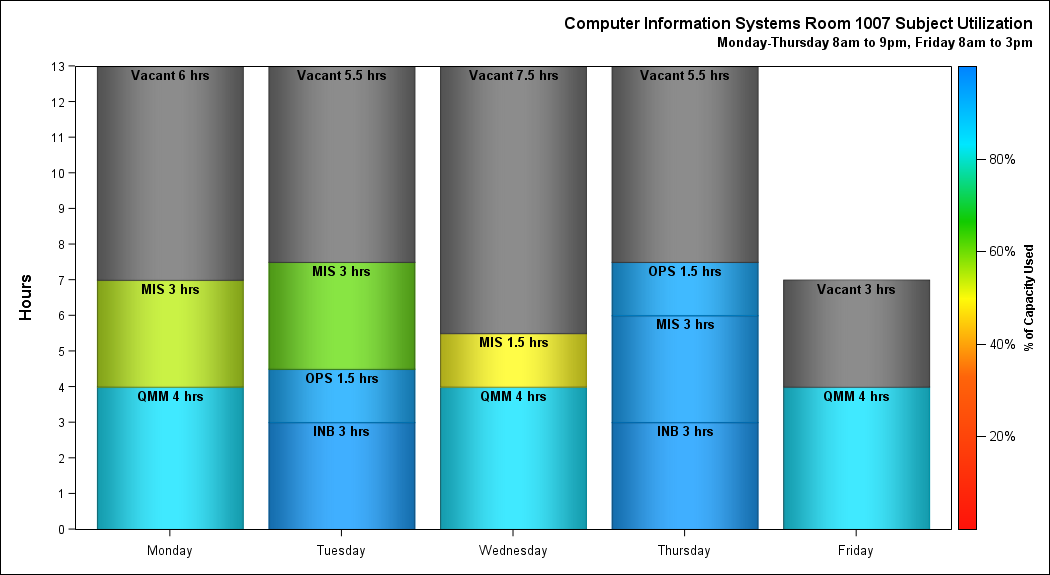 Computer Information Systems Room 1007 Subject Utilization
Monday-Thursday 8am to 9pm, Friday 8am to 3pm
Hours
13
12
11
10
9
8
7
6
5
4
3
2
1
0
Vacant 6 hrs
MIS 3 hrs
QMM 4 hrs
Vacant 5.5 hrs
MIS 3 hrs
OPS 1.5 hrs
INB 3 hrs
Vacant 7.5 hrs
MIS 1.5 hrs
QMM 4 hrs
Vacant 5.5 hrs
OPS 1.5 hrs
MIS 3 hrs
INB 3 hrs
Vacant 3 hrs
QMM 4 hrs
Monday
Tuesday
Wednesday
Thursday
Friday
80%
60%
40%
20%
% of Capacity Used